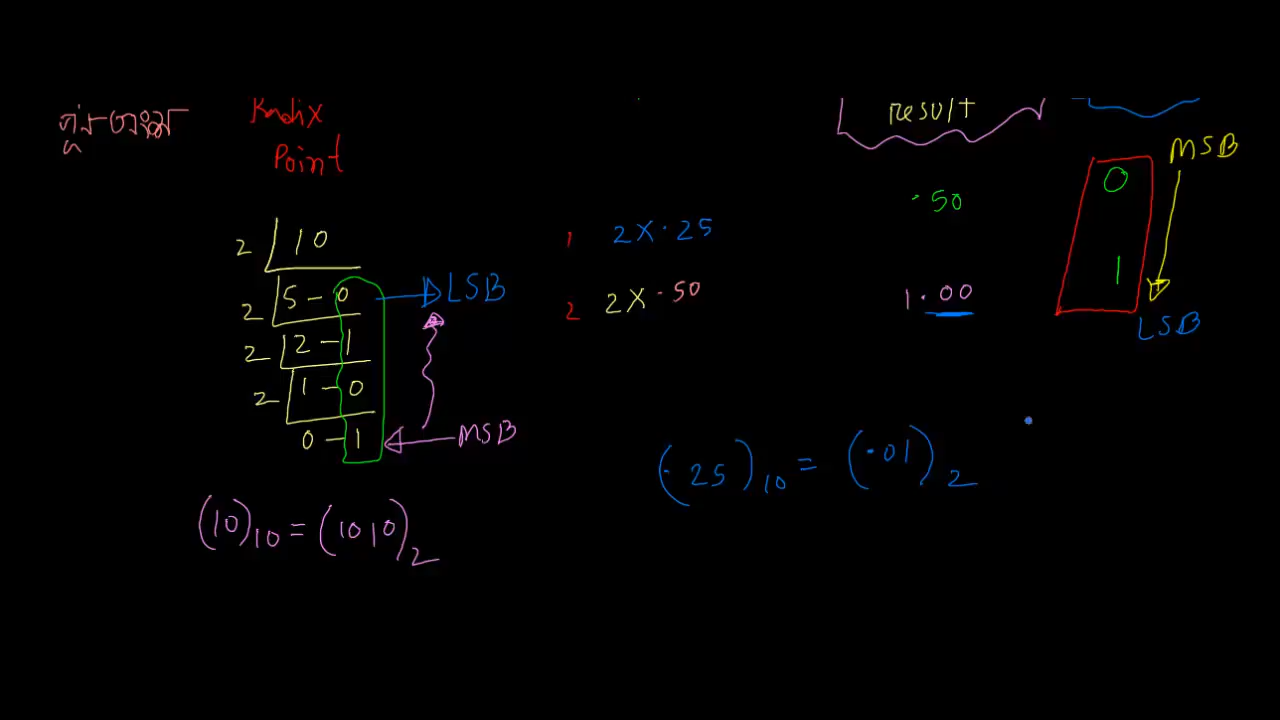 Radix
Point
2 10
2 5 - 0 LSB
2 2 - 1
2 1 - 0
0 - 1 MSB
(10)10 = (1010)2
result
MSB
1 2X.25 .50 0
2 2X.50 1.00 1
LSB
(.25)10 = (.01)2